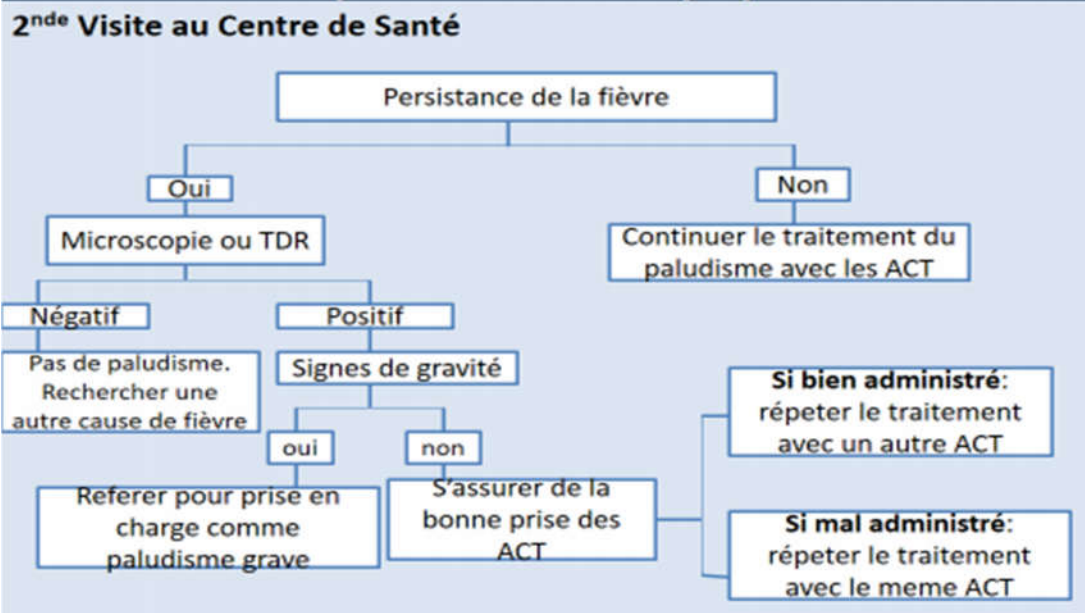 2nde Visite au Centre de Santé
Persistance de la fièvre
Oui
Non
Microscopie ou TDR
Continuer le traitement du
paludisme avec les ACT
Négatif
Positif
Pas de paludisme.
Rechercher une
autre cause de fièvre
Signes de gravité
oui
non
Referer pour prise en
charge comme
paludisme grave
S'assurer de la
bonne prise des
ACT
Si bien administré:
répeter le traitement
avec un autre ACT
Si mal administré:
répeter le traitement
avec le meme ACT